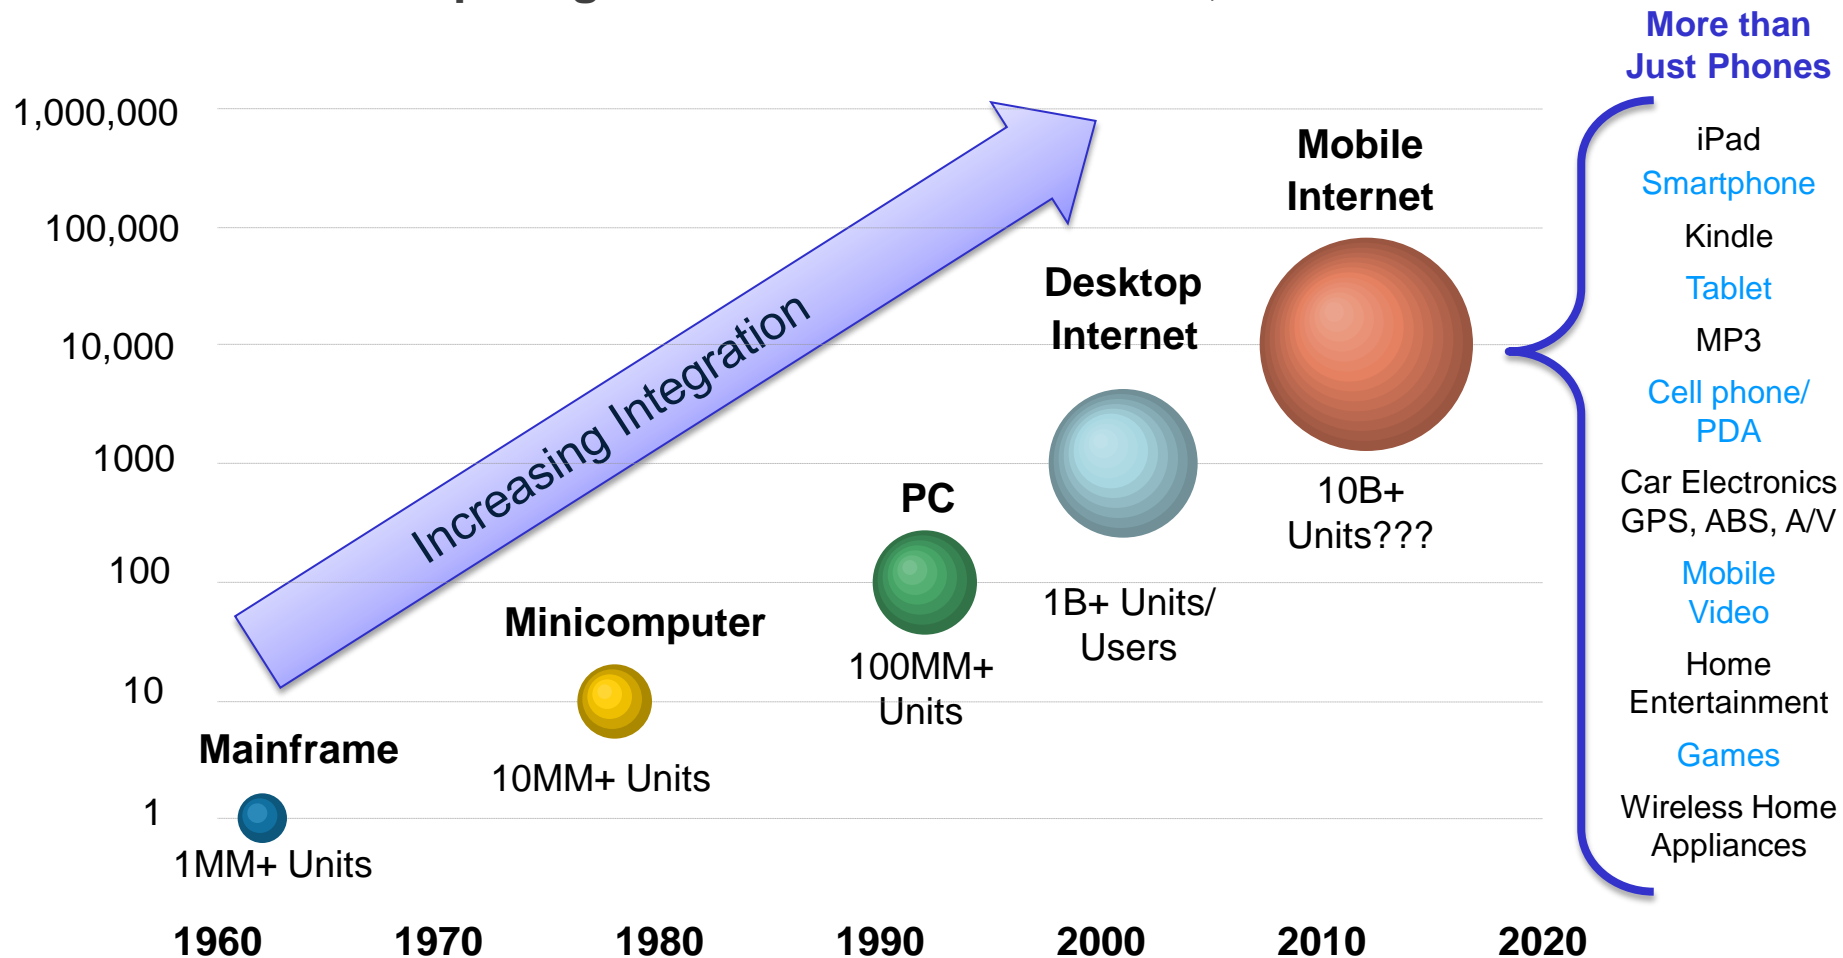 More than
Just Phones
1,000,000
100,000
10,000
1000
100
10
1
Increasing Integration
Mainframe
1MM+ Units
Minicomputer
10MM+ Units
PC
100MM+
Units
Desktop
Internet
1B+ Units/
Users
Mobile
Internet
10B+
Units???
iPad
Smartphone
Kindle
Tablet
MP3
Cell phone/
PDA
Car Electronics
GPS, ABS, A/V
Mobile
Video
Home
Entertainment
Games
Wireless Home
Appliances
1960 1970 1980 1990 2000 2010 2020